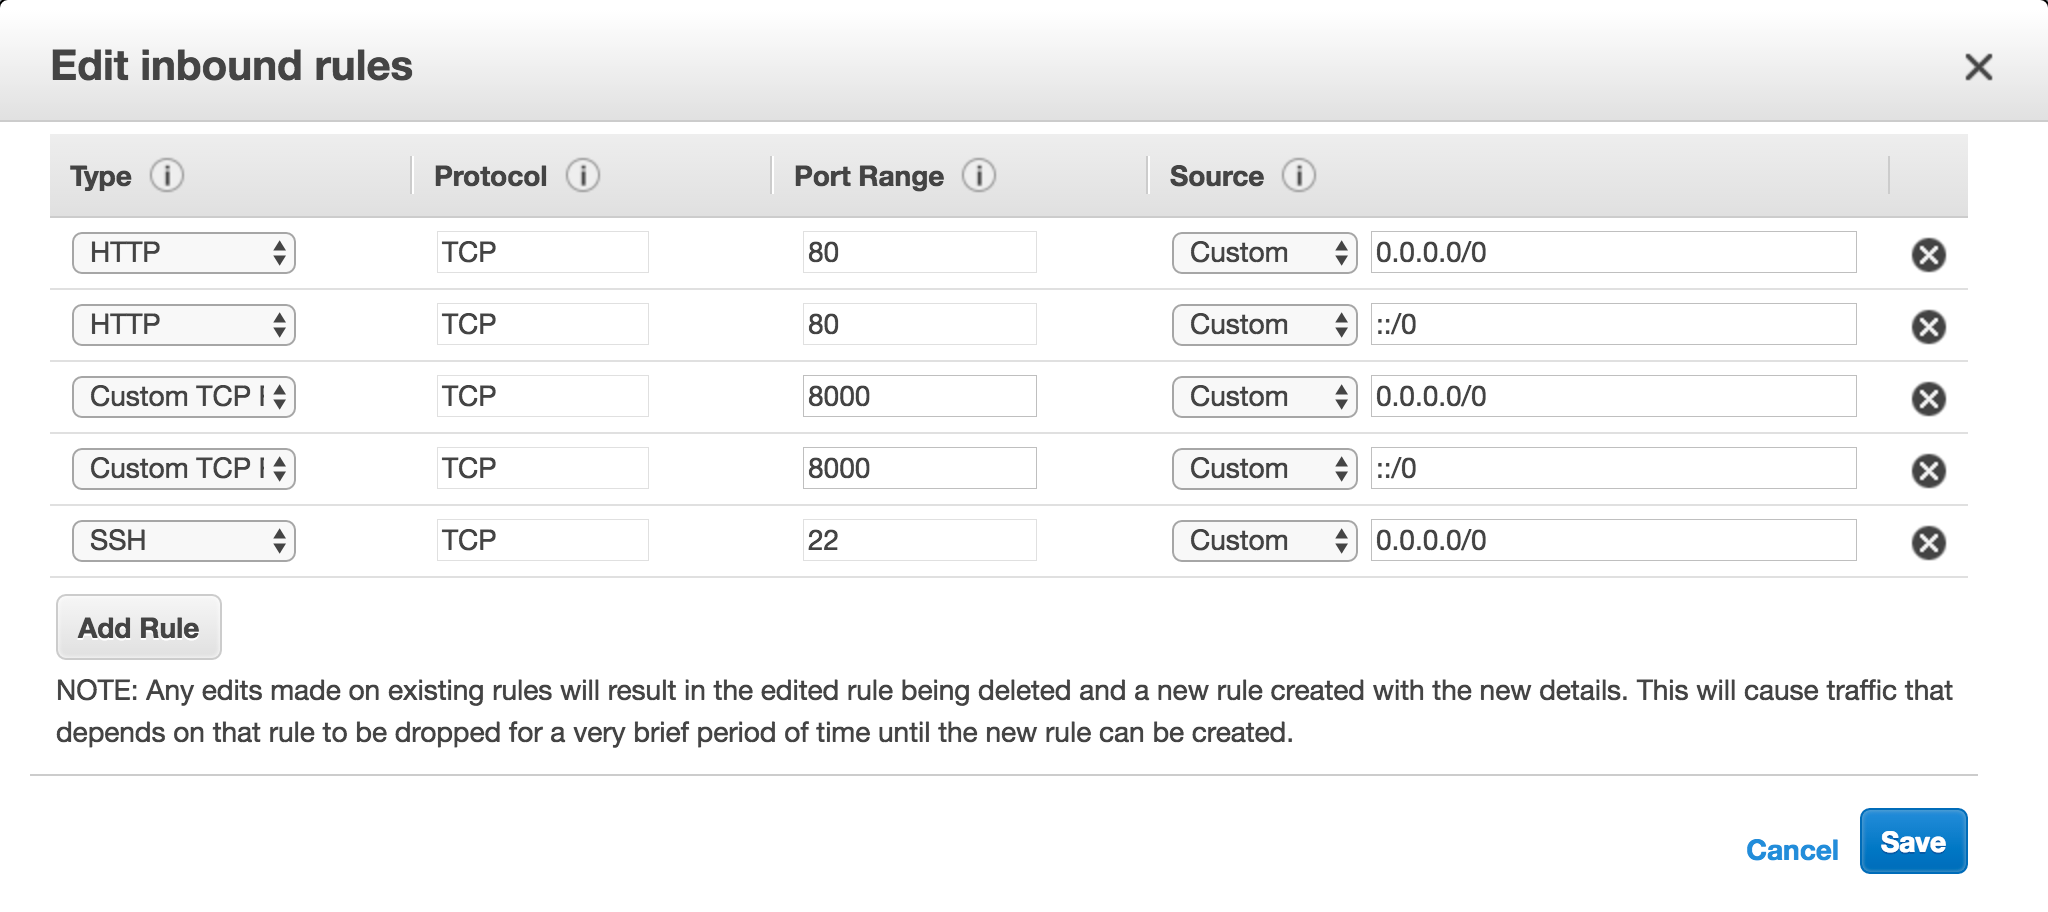 Edit inbound rules
Type Protocol Port Range Source
HTTP TCP 80 Custom 0.0.0.0/0
HTTP TCP 80 Custom ::/0
Custom TCP TCP 8000 Custom 0.0.0.0/0
Custom TCP TCP 8000 Custom ::/0
SSH TCP 22 Custom 0.0.0.0/0
Add Rule
NOTE: Any edits made on existing rules will result in the edited rule being deleted and a new rule created with the new details. This will cause traffic that
depends on that rule to be dropped for a very brief period of time until the new rule can be created.
Cancel Save